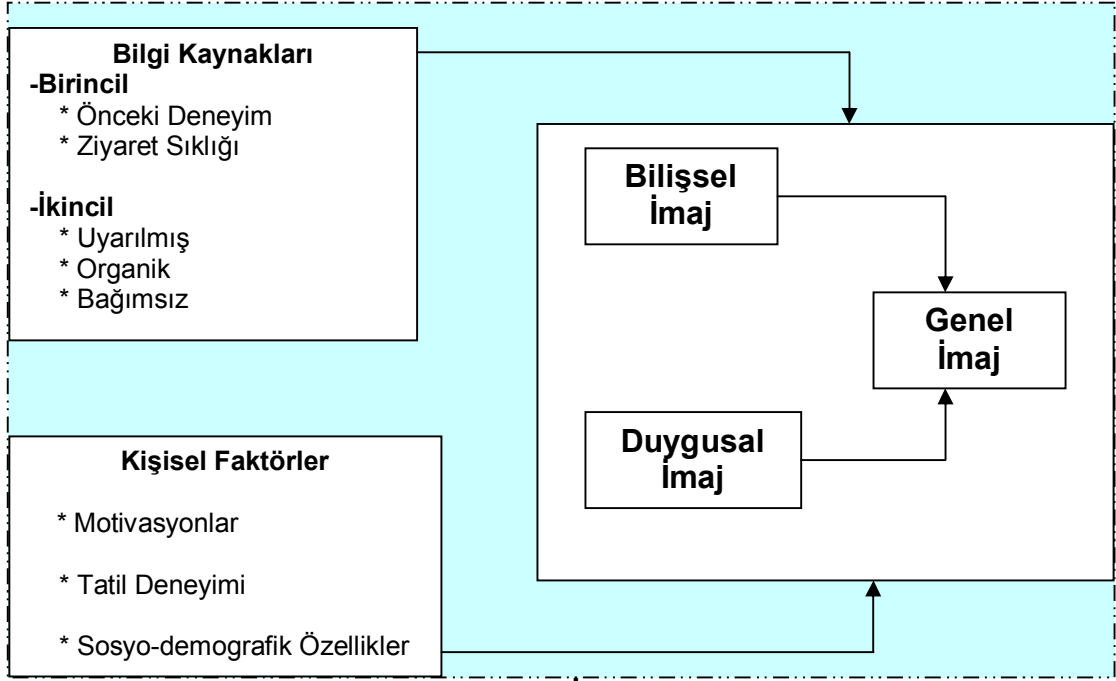 Bilgi Kaynakları
-Birincil
* Önceki Deneyim
* Ziyaret Sıklığı
-İkincil
* Uyarılmış
* Organik
* Bağımsız
Kişisel Faktörler
* Motivasyonlar
* Tatil Deneyimi
* Sosyo-demografik Özellikler
Bilişsel
İmaj
Duygusal
İmaj
Genel
İmaj